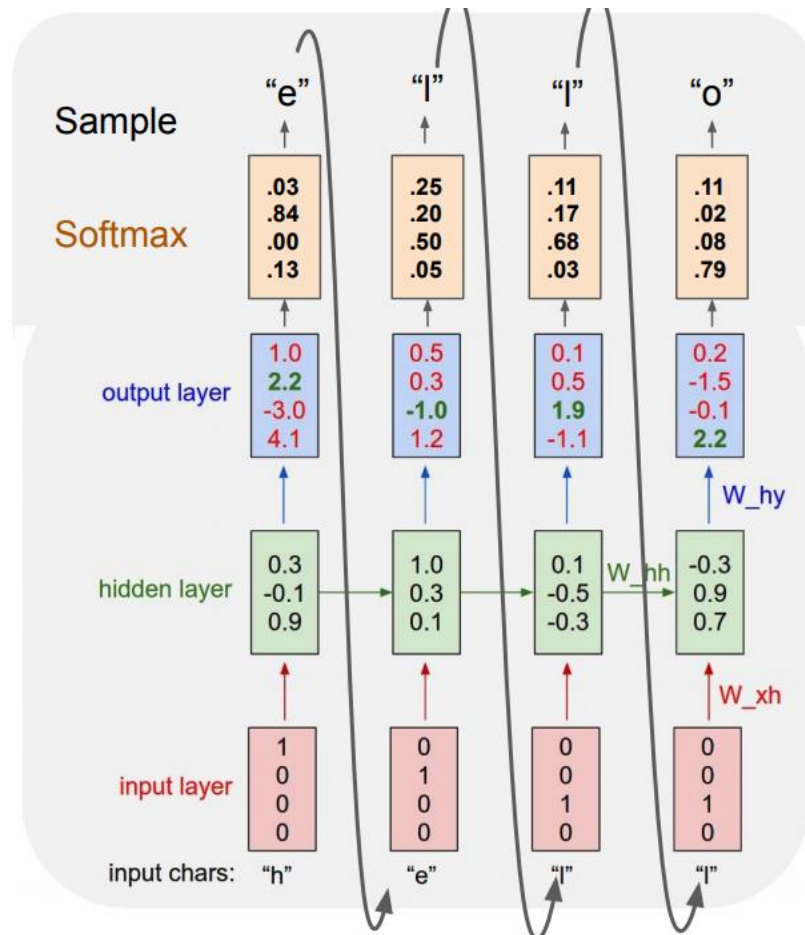 “e” “l” “l” “o”
Sample
.03 .25 .11 .11
.84 .20 .17 .02
Softmax
.00 .50 .68 .08
.13 .05 .03 .79
1.0 0.5 0.1 0.2
2.2 0.3 0.5 -1.5
output layer
-3.0 -1.0 1.9 -0.1
4.1 1.2 -1.1 2.2
W_hy
0.3 1.0 0.1 -0.3
W_hh
hidden layer
-0.1 0.3 -0.5 0.9
0.9 0.1 -0.3 0.7
W_xh
1 0 0 0
0 1 0 0
input layer
0 0 1 1
0 0 0 0
input chars: “h” “e” “l” “l”